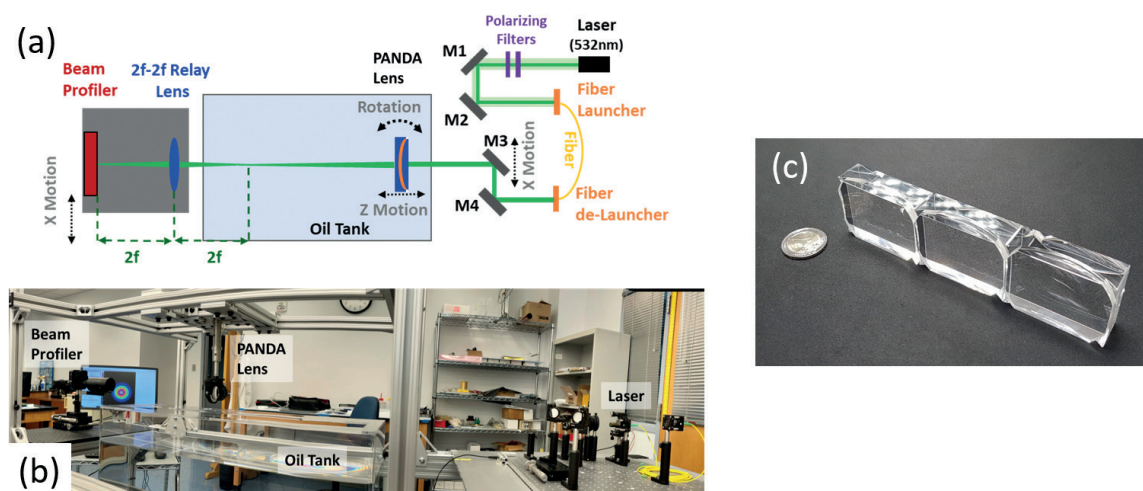 (a)
Polarizing
Filters
Laser
(532nm)
M1
PANDA
Lens
Beam
Profiler
2f-2f Relay
Lens
Rotation
M2
Fiber
Launcher
M3
X Motion
Fiber
X Motion
Z Motion
M4
Fiber
de-Launcher
Oil Tank
2f
2f
(b)
Beam
Profiler
PANDA
Lens
Laser
Oil Tank
(c)